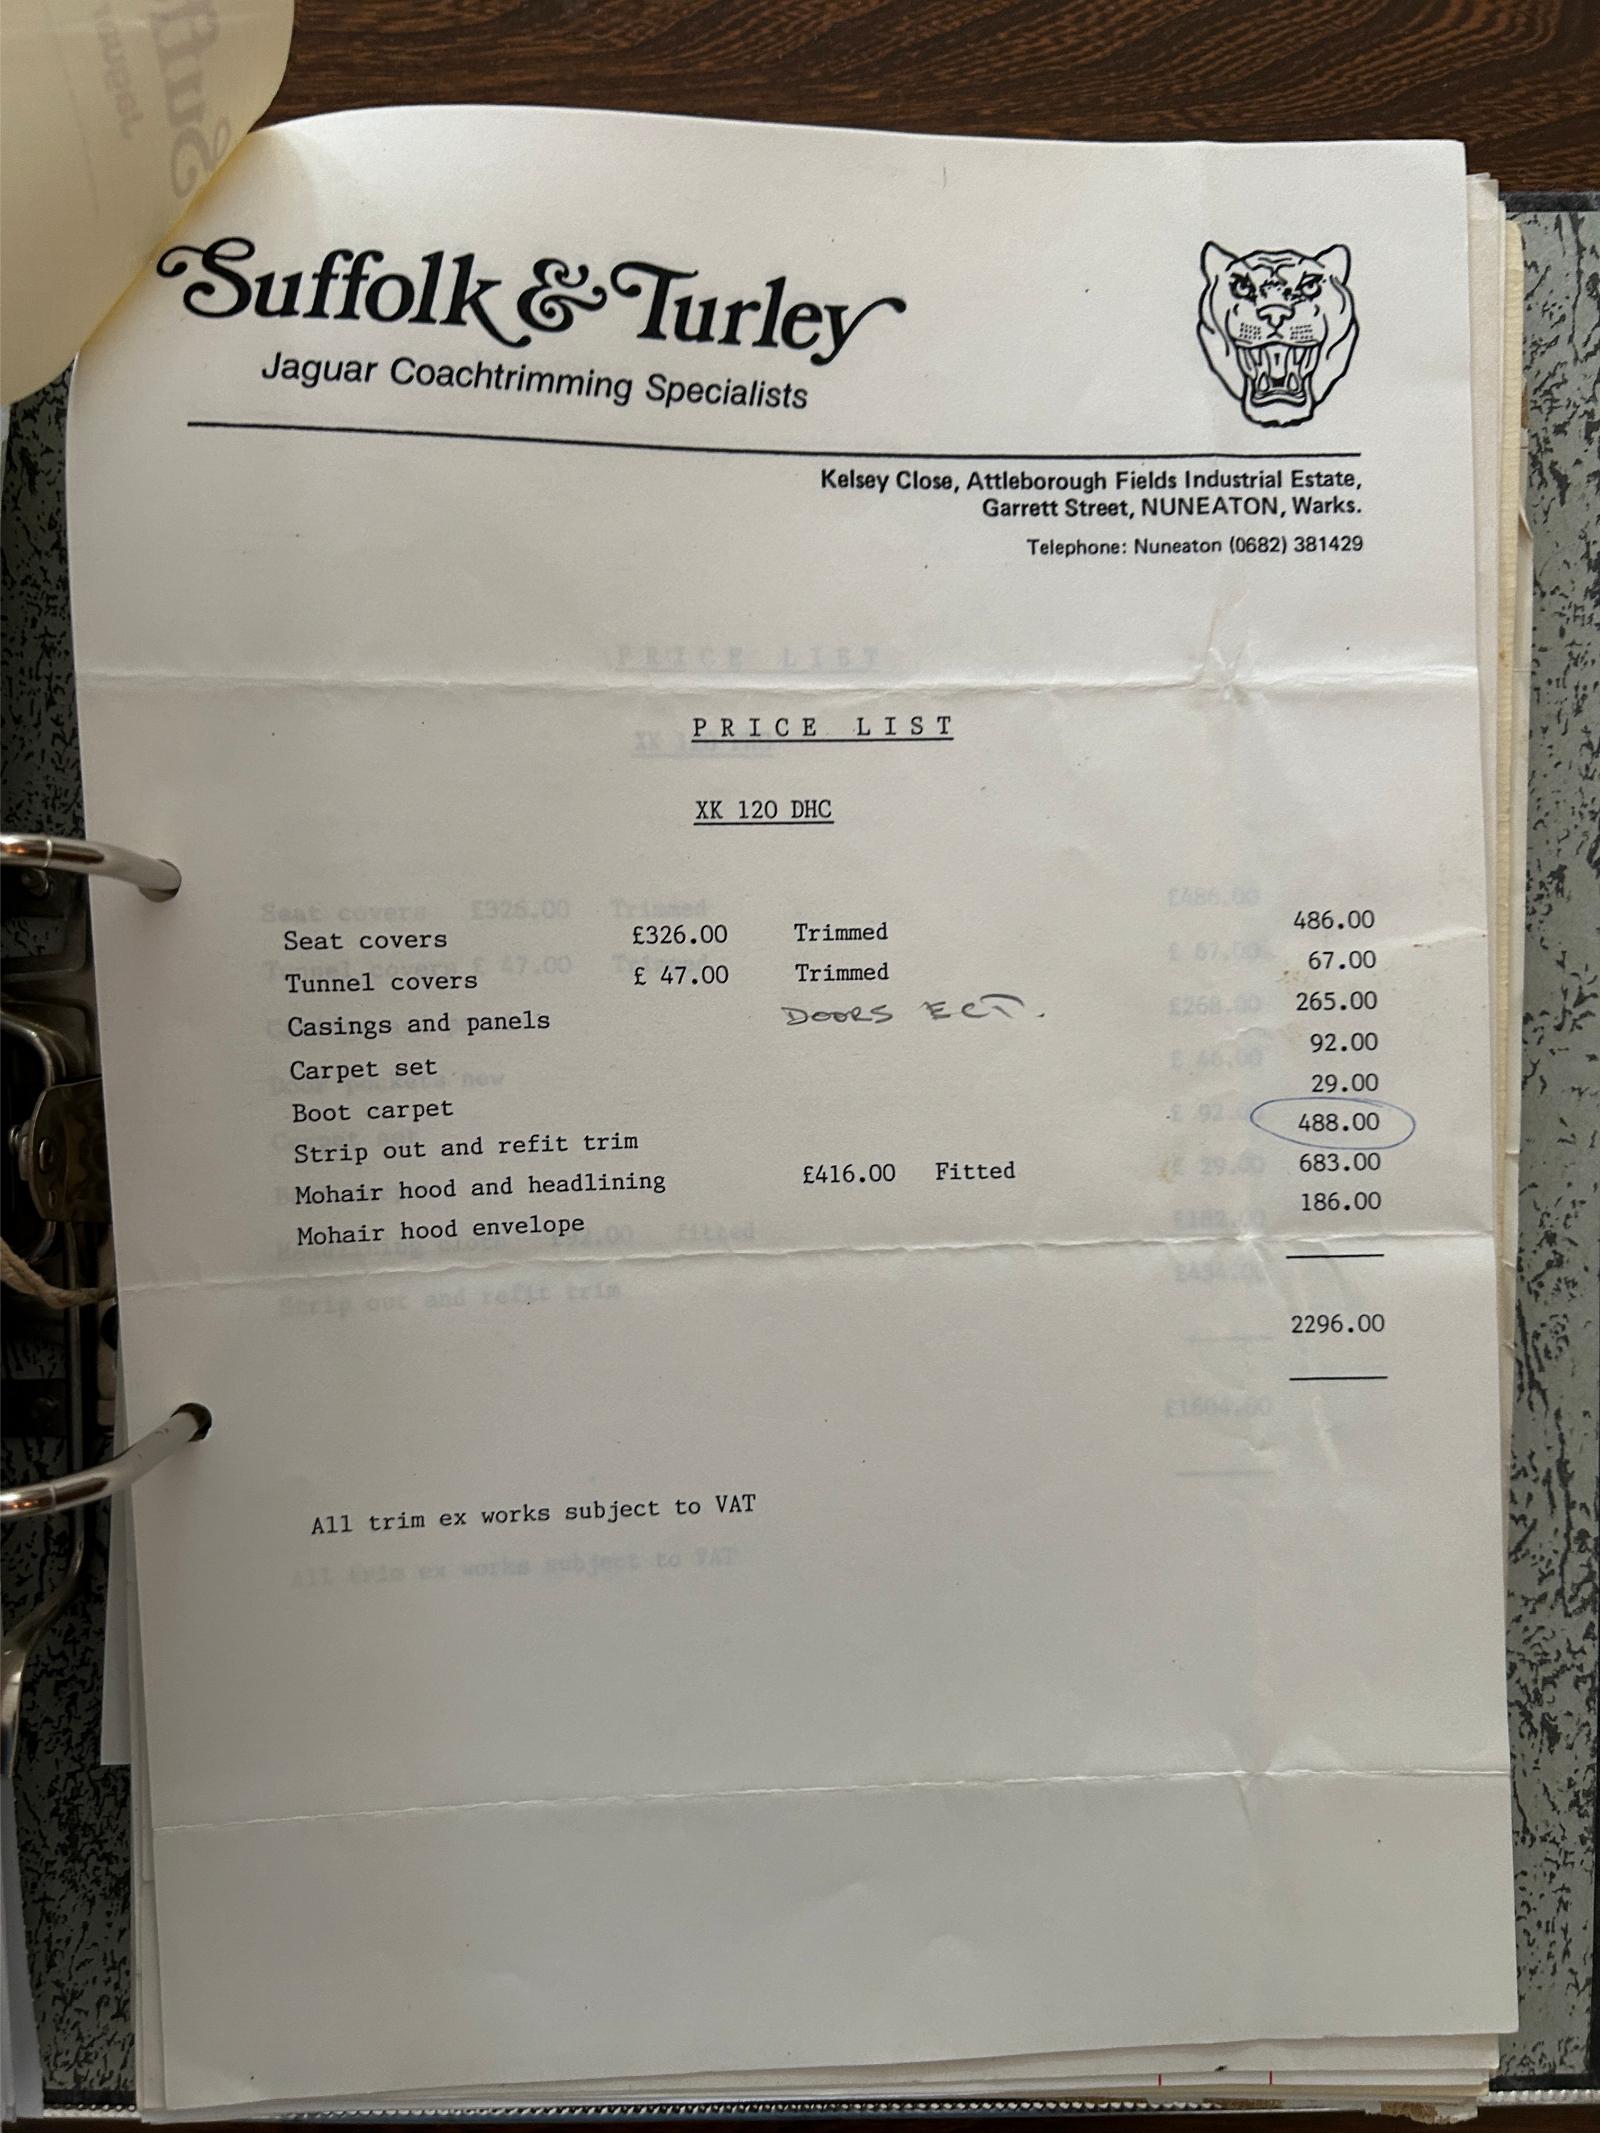 Suffolk & Turley
Jaguar Coachtrimming Specialists
Kelsey Close, Attleborough Fields Industrial Estate,
Garrett Street, NUNEATON, Warks.
Telephone: Nuneaton (0682) 381429
PRICE LIST
XK 120 DHC
Seat covers £326.00 Trimmed 486.00
Tunnel covers £ 47.00 Trimmed 67.00
Casings and panels DOORS ECT. 265.00
Carpet set 92.00
Boot carpet 29.00
Strip out and refit trim 488.00
Mohair hood and headlining £416.00 Fitted 683.00
Mohair hood envelope 186.00
2296.00
All trim ex works subject to VAT